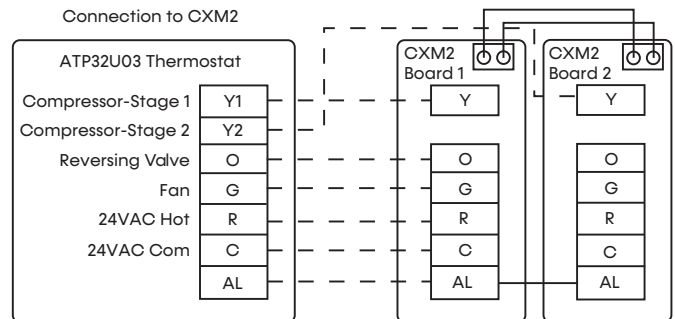 Connection to CXM2
ATP32U03 Thermostat
CXM2
Board 1
CXM2
Board 2
Compressor-Stage 1 Y1 Y Y
Compressor-Stage 2 Y2
Reversing Valve O O O
Fan G G G
24VAC Hot R R R
24VAC Com C C C
AL AL AL